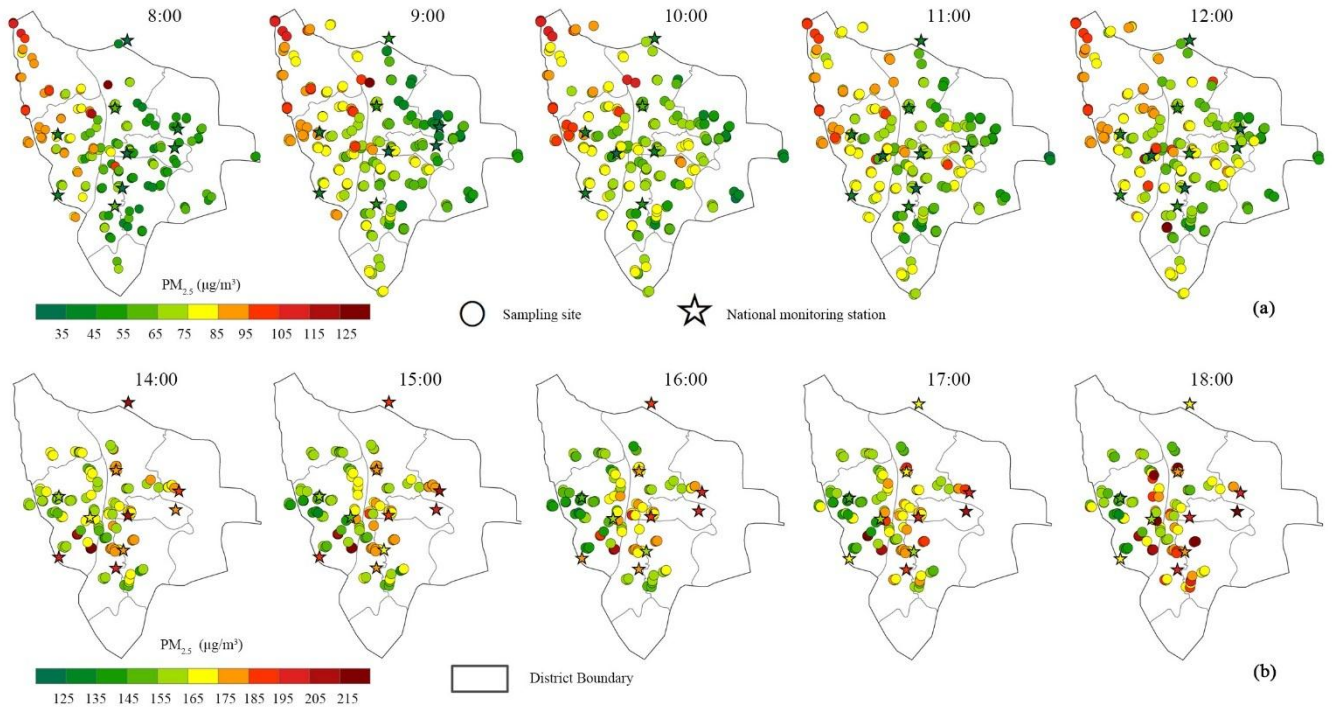 8:00 9:00 10:00 11:00 12:00
PM2.5 (μg/m³)
35 45 55 65 75 85 95 105 115 125
Sampling site
National monitoring station
(a)
14:00 15:00 16:00 17:00 18:00
PM2.5 (μg/m³)
125 135 145 155 165 175 185 195 205 215
District Boundary
(b)